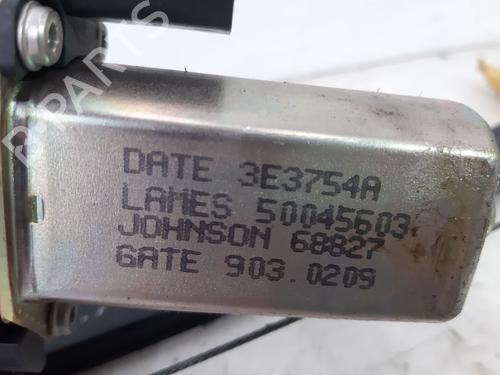 DATE 3E3754A
LAMES 50045603
JOHNSON 68827
GATE 903.0209